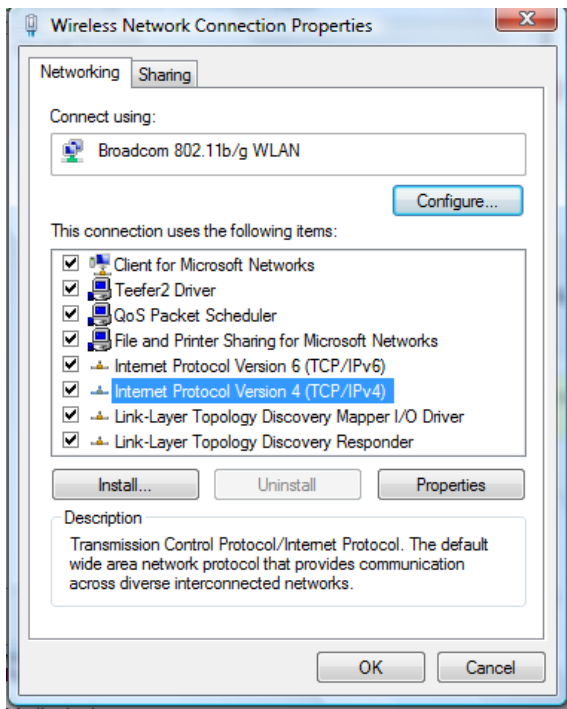 Wireless Network Connection Properties
Networking Sharing
Connect using:
Broadcom 802.11b/g WLAN
Configure...
This connection uses the following items:
Client for Microsoft Networks
Teefer2 Driver
QoS Packet Scheduler
File and Printer Sharing for Microsoft Networks
Internet Protocol Version 6 (TCP/IPv6)
Internet Protocol Version 4 (TCP/IPv4)
Link-Layer Topology Discovery Mapper I/O Driver
Link-Layer Topology Discovery Responder
Install... Uninstall Properties
Description
Transmission Control Protocol/Internet Protocol. The default
wide area network protocol that provides communication
across diverse interconnected networks.
OK Cancel